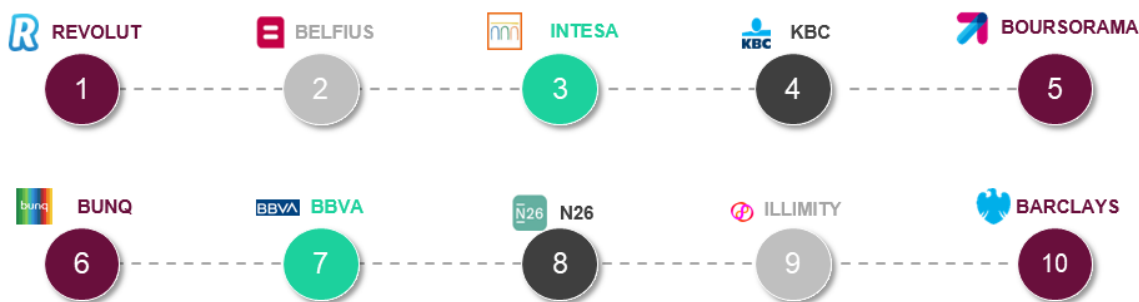 REVOLUT BELFIUS INTESA KBC KBC BOURSORAMA
1 2 3 4 5
bunq BUNQ BBVA BBVA N26 N26 ILLIMITY BARCLAYS
6 7 8 9 10